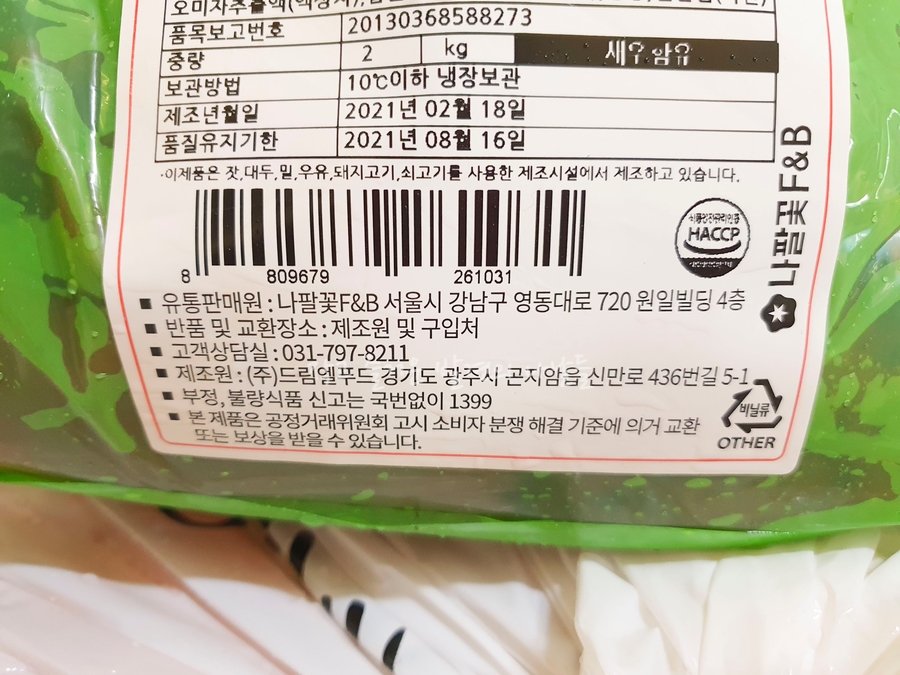 오미자추출액
품목보고번호 20130368588273
중량 2 kg 새우 함유
보관방법 10℃이하 냉장보관
제조년월일 2021년 02월 18일
품질유지기한 2021년 08월 16일
·이제품은 잣,대두,밀,우유,돼지고기,쇠고기를 사용한 제조시설에서 제조하고 있습니다.
8 809679 261031
HACCP
나팔꽃 F&B
■ 유통판매원 : 나팔꽃F&B 서울시 강남구 영동대로 720 원일빌딩 4층
■ 반품 및 교환장소 : 제조원 및 구입처
■ 고객상담실 : 031-797-8211
■ 제조원 : (주)드림엘푸드 경기도 광주시 곤지암읍 신만로 436번길 5-1
■ 부정, 불량식품 신고는 국번없이 1399
■ 본 제품은 공정거래위원회 고시 소비자 분쟁 해결 기준에 의거 교환
또는 보상을 받을 수 있습니다.
비닐류
OTHER